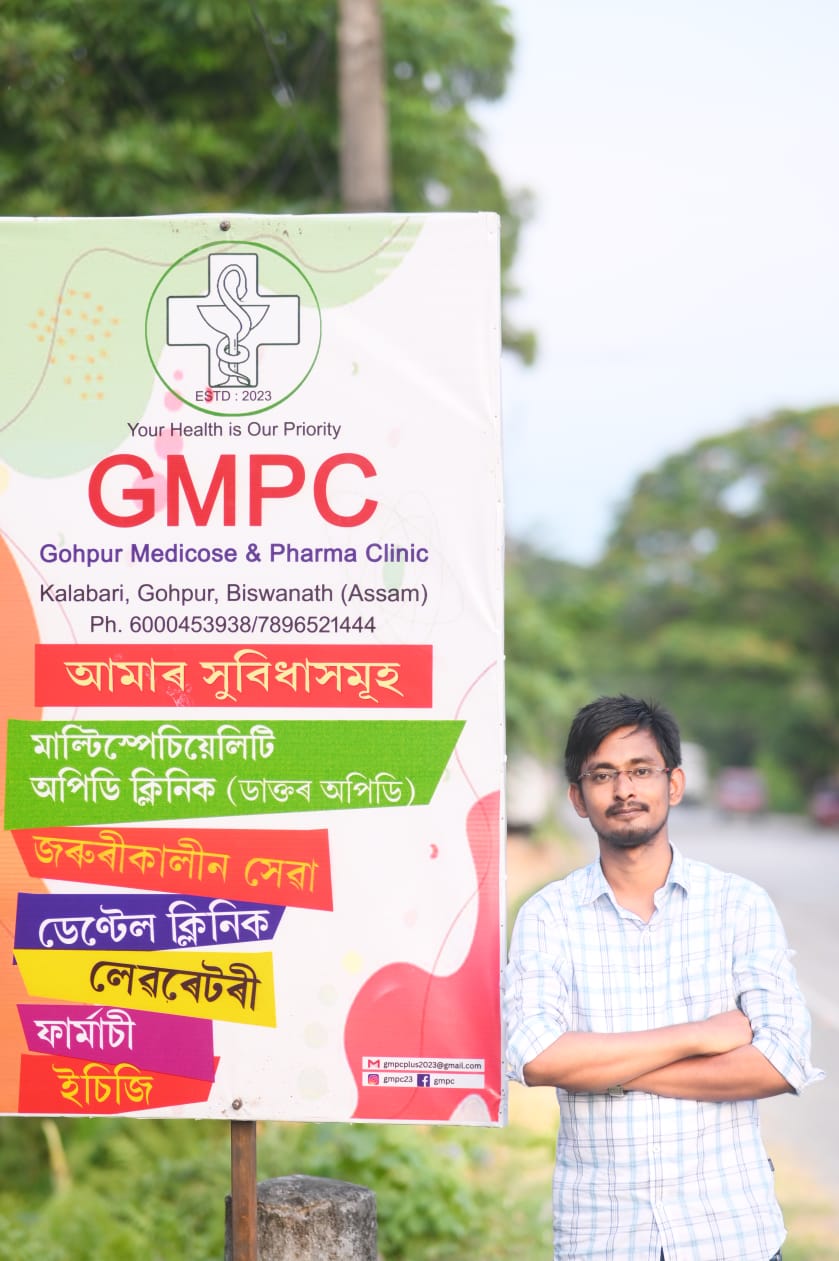 ESTD : 2023
Your Health is Our Priority
GMPC
Gohpur Medicose & Pharma Clinic
Kalabari, Gohpur, Biswanath (Assam)
Ph. 6000453938/7896521444
আমাৰ সুবিধাসমূহ
মাল্টিস্পেচিয়েলিটি
অপিডি ক্লিনিক (ডাক্তৰ অপিডি)
জৰুৰীকালীন সেৱা
ডেণ্টেল ক্লিনিক
লেৱৰেটৰী
ফাৰ্মাচী
ইচিজি
gmpcplus2023@gmail.com
gmpc23 gmpc